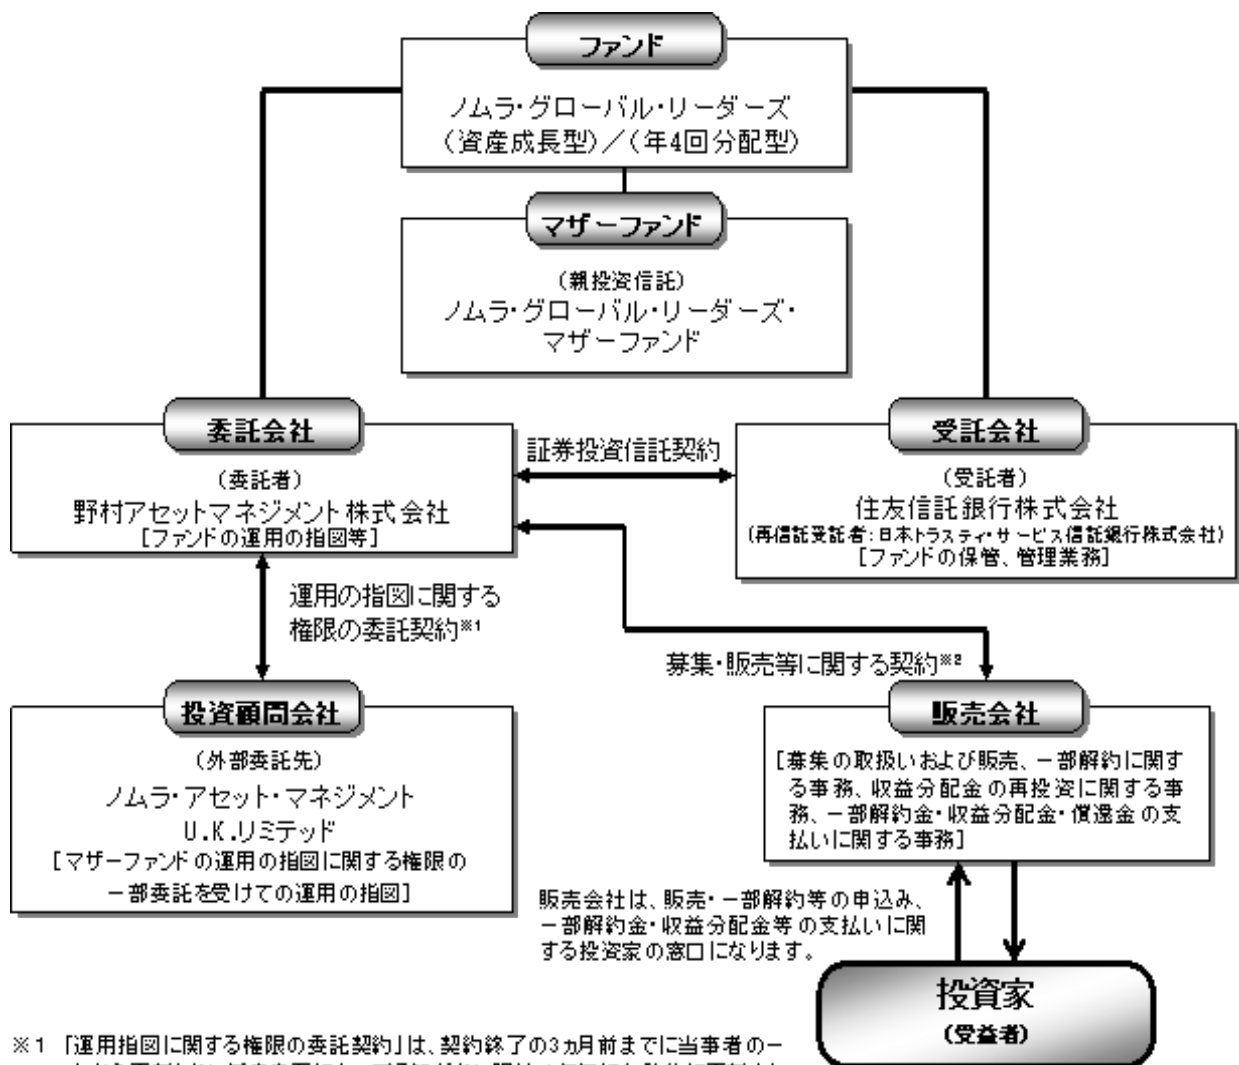 ファンド
ノムラ・グローバル・リーダーズ
(資産成長型)／(年4回分配型)
マザーファンド
(親投資信託)
ノムラ・グローバル・リーダーズ・
マザーファンド
委託会社
(委託者)
野村アセットマネジメント株式会社
[ファンドの運用の指図等]
証券投資信託契約
受託会社
(受託者)
住友信託銀行株式会社
(再信託受託者：日本トラスティ・サービス信託銀行株式会社)
[ファンドの保管、管理業務]
運用の指図に関する
権限の委託契約※1
募集・販売等に関する契約※2
投資顧問会社
(外部委託先)
ノムラ・アセット・マネジメント
U.K.リミテッド
[マザーファンドの運用の指図に関する権限の
一部委託を受けての運用の指図]
販売会社
[募集の取扱いおよび販売、一部解約に関す
る事務、収益分配金の再投資に関する事
務、一部解約金・収益分配金・償還金の支
払いに関する事務]
販売会社は、販売・一部解約等の申込み、
一部解約金・収益分配金等の支払いに関
する投資家の窓口になります。
投資家
(受益者)
※1 「運用指図に関する権限の委託契約」は、契約終了の3ヵ月前までに当事者の一